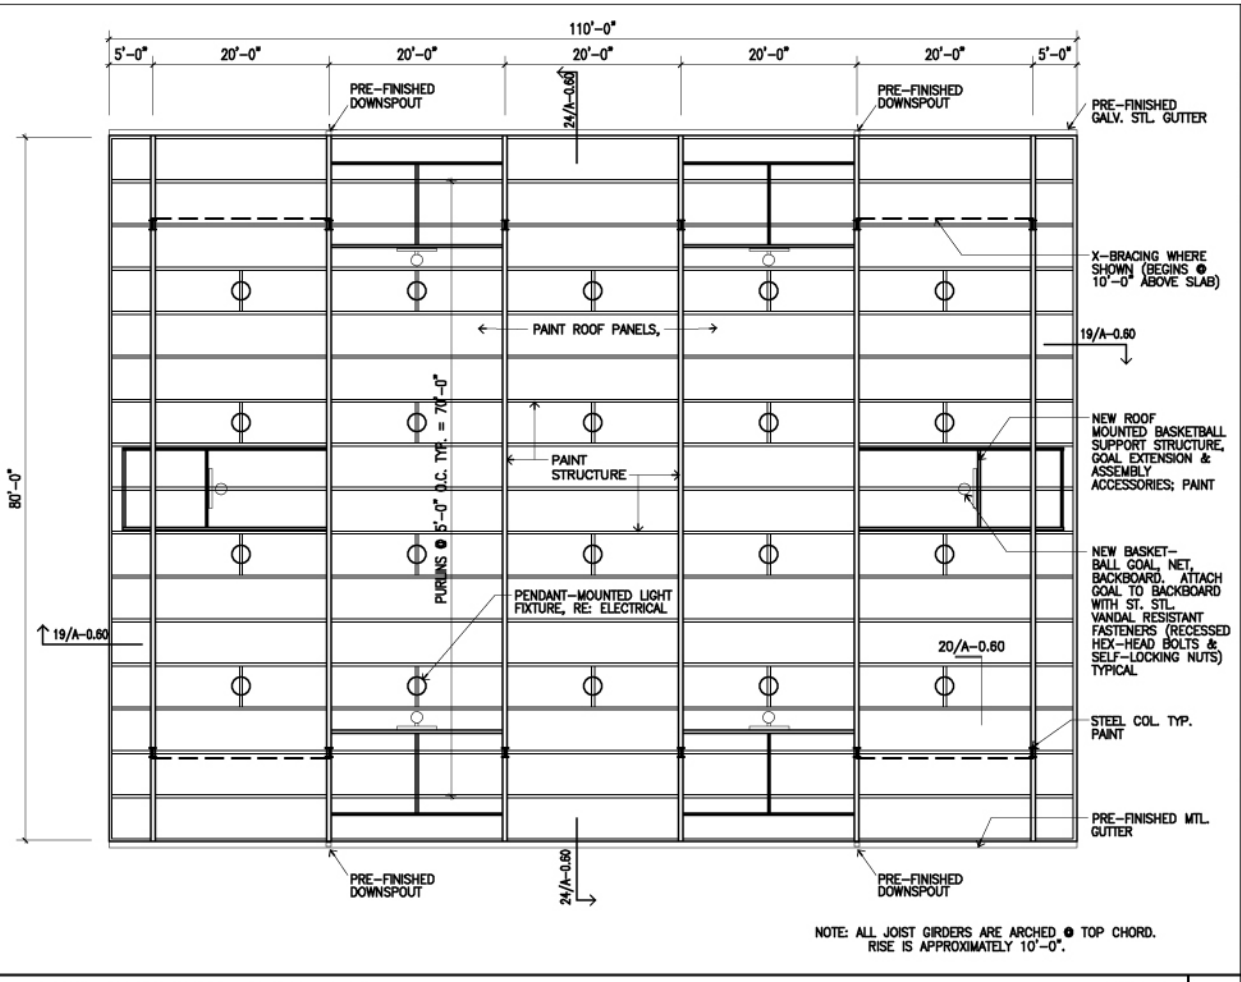 110'-0"
5'-0"
20'-0"
20'-0"
20'-0"
20'-0"
20'-0"
5'-0"
PRE-FINISHED
DOWNSPOUT
24/A-0.60
PRE-FINISHED
DOWNSPOUT
PRE-FINISHED
GALV. STL. GUTTER
X-BRACING WHERE
SHOWN (BEGINS @
10'-0" ABOVE SLAB)
PAINT ROOF PANELS,
19/A-0.60
80'-0"
PURLINS @ 5'-0" O.C. TYP. = 70'-0"
NEW ROOF
MOUNTED BASKETBALL
SUPPORT STRUCTURE,
GOAL EXTENSION &
ASSEMBLY
ACCESSORIES; PAINT
PAINT
STRUCTURE
NEW BASKET-
BALL GOAL, NET,
BACKBOARD. ATTACH
GOAL TO BACKBOARD
WITH ST. STL.
VANDAL RESISTANT
FASTENERS (RECESSED
HEX-HEAD BOLTS &
SELF-LOCKING NUTS)
TYPICAL
PENDANT-MOUNTED LIGHT
FIXTURE, RE: ELECTRICAL
19/A-0.60
20/A-0.60
STEEL COL. TYP.
PAINT
PRE-FINISHED MTL.
GUTTER
PRE-FINISHED
DOWNSPOUT
24/A-0.60
PRE-FINISHED
DOWNSPOUT
NOTE: ALL JOIST GIRDERS ARE ARCHED @ TOP CHORD.
RISE IS APPROXIMATELY 10'-0".